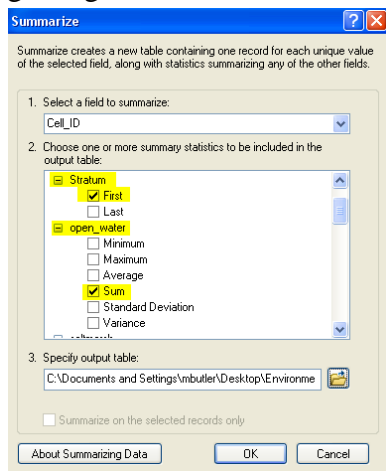 Summarize
Summarize creates a new table containing one record for each unique value
of the selected field, along with statistics summarizing any of the other fields.
1. Select a field to summarize:
Cell_ID
2. Choose one or more summary statistics to be included in the
output table:
Stratum
First
Last
open_water
Minimum
Maximum
Average
Sum
Standard Deviation
Variance
3. Specify output table:
C:\Documents and Settings\mbutler\Desktop\Environme
Summarize on the selected records only
About Summarizing Data
OK
Cancel